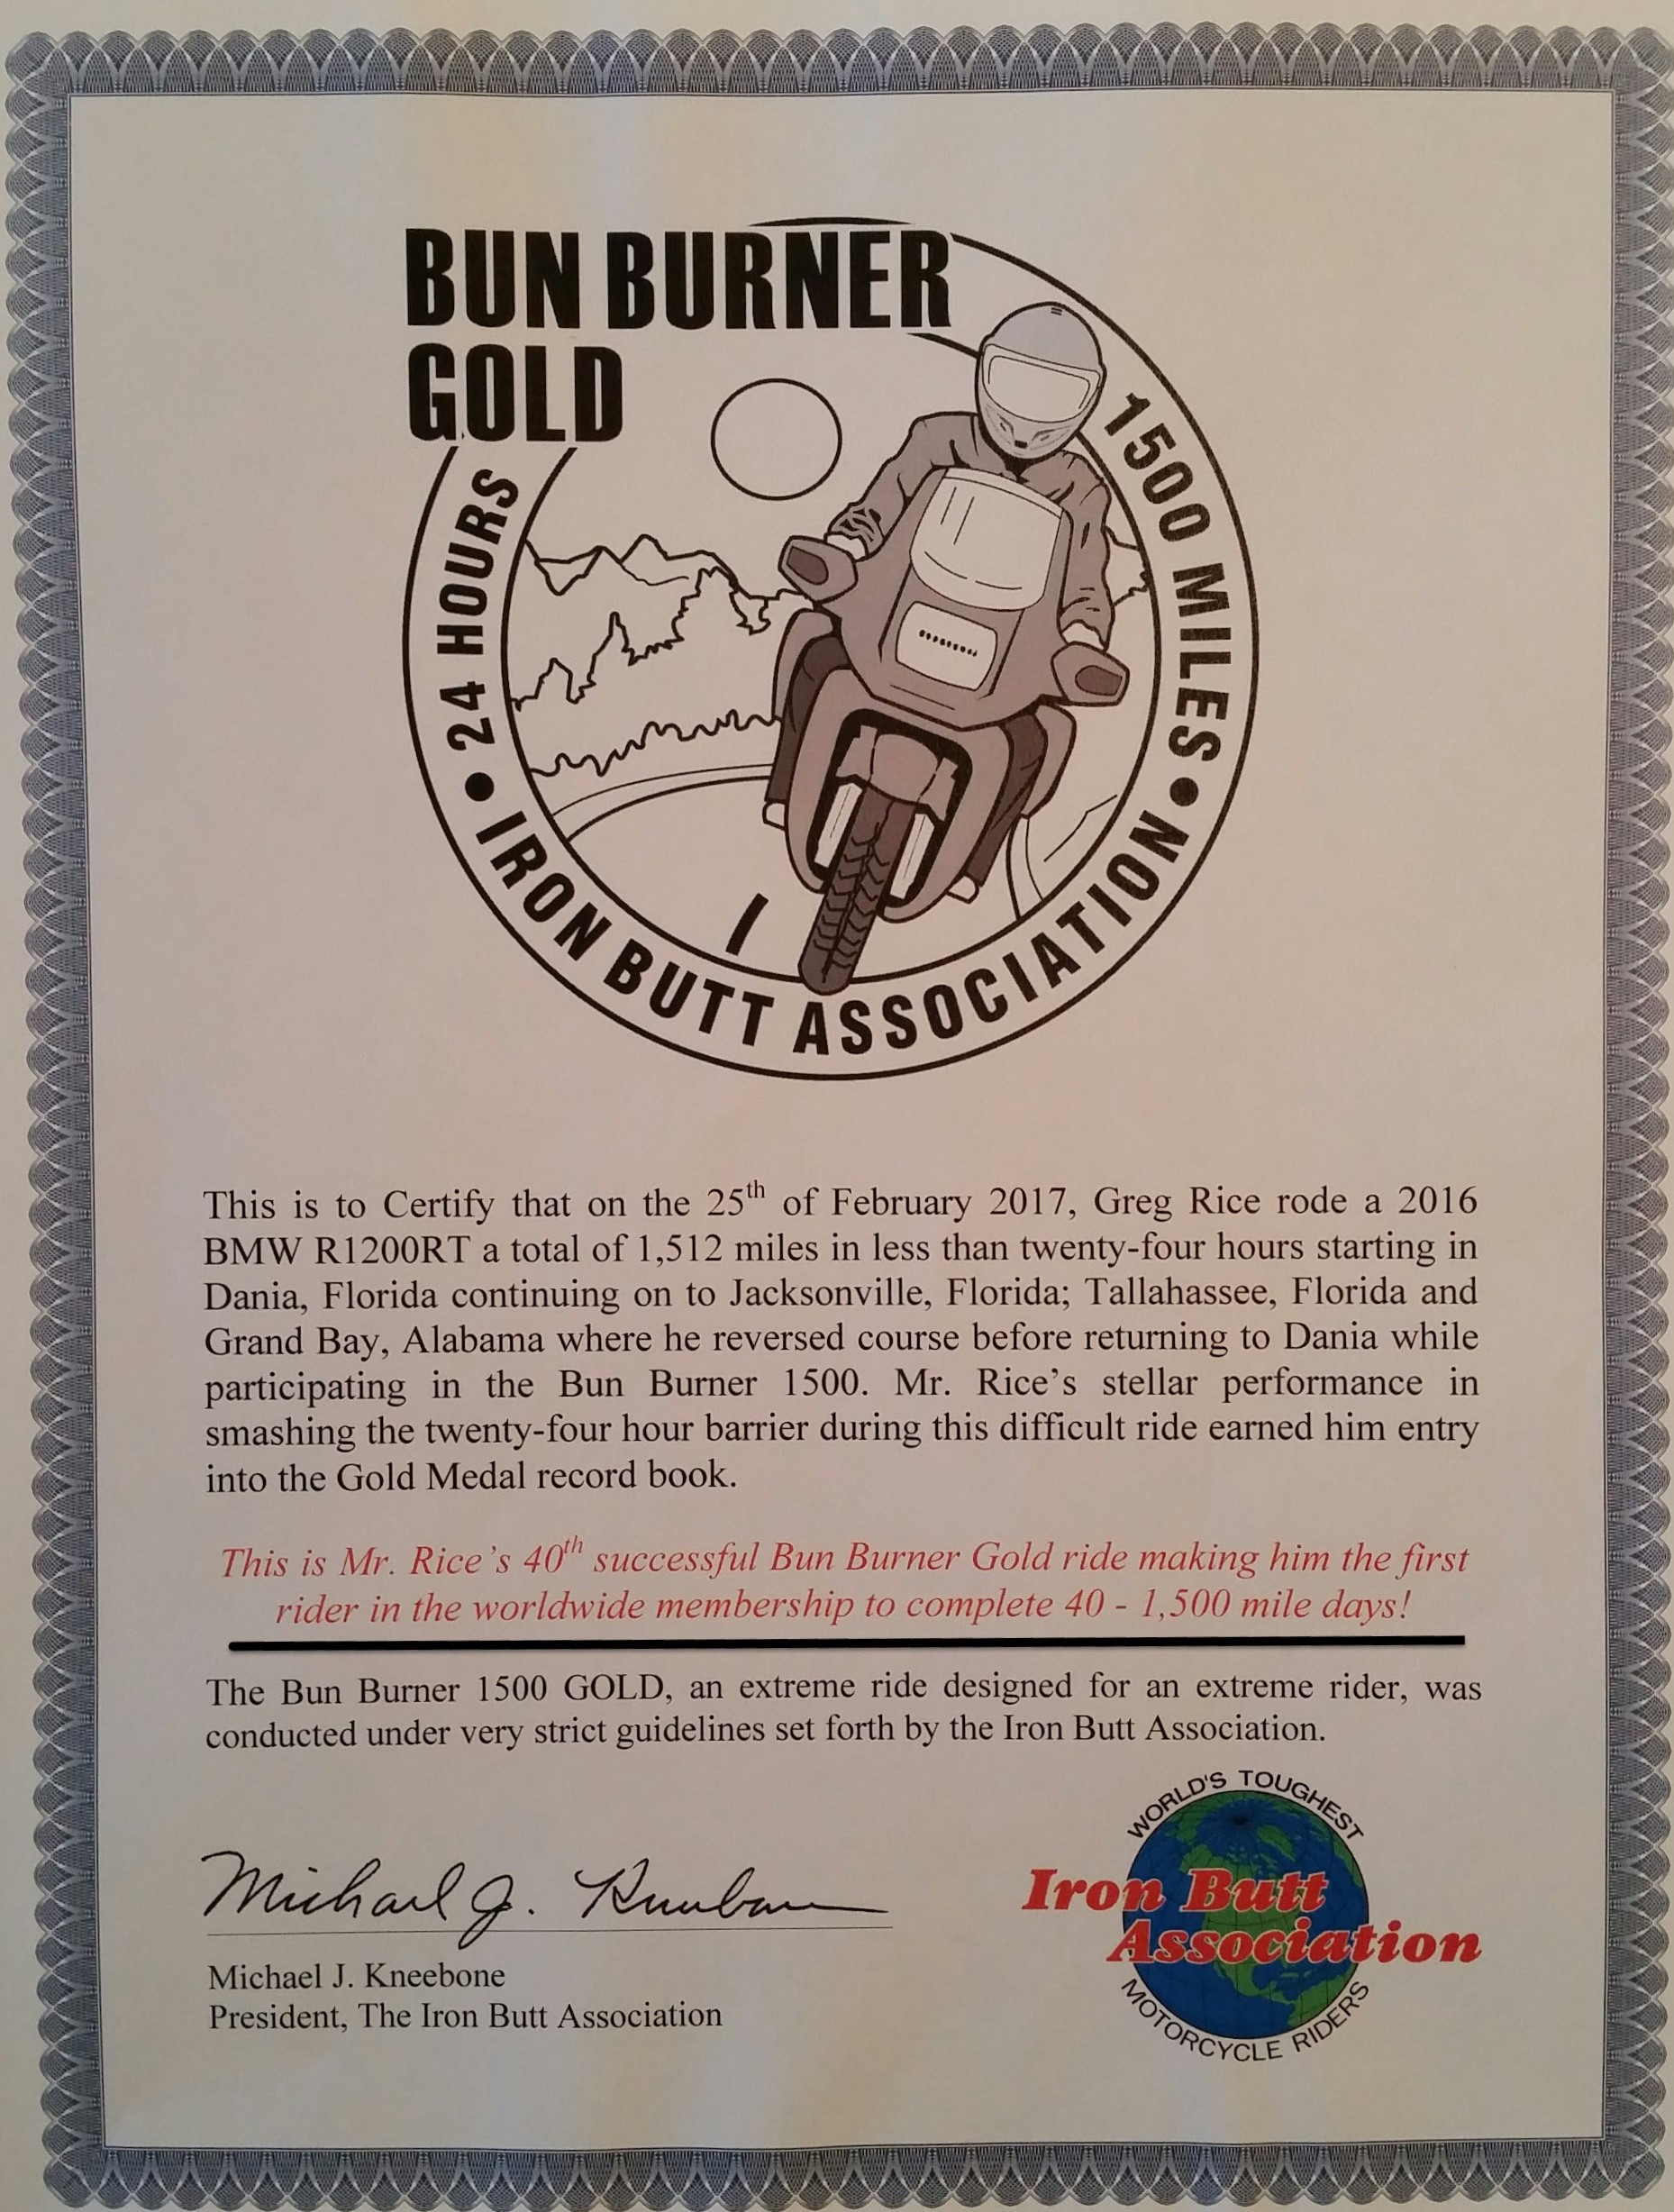 BUN BURNER
GOLD
24 HOURS
1500 MILES
IRON BUTT ASSOCIATION
This is to Certify that on the 25th of February 2017, Greg Rice rode a 2016
BMW R1200RT a total of 1,512 miles in less than twenty-four hours starting in
Dania, Florida continuing on to Jacksonville, Florida; Tallahassee, Florida and
Grand Bay, Alabama where he reversed course before returning to Dania while
participating in the Bun Burner 1500. Mr. Rice's stellar performance in
smashing the twenty-four hour barrier during this difficult ride earned him entry
into the Gold Medal record book.
This is Mr. Rice's 40th successful Bun Burner Gold ride making him the first
rider in the worldwide membership to complete 40 - 1,500 mile days!
The Bun Burner 1500 GOLD, an extreme ride designed for an extreme rider, was
conducted under very strict guidelines set forth by the Iron Butt Association.
Michael J. Kneebone
Michael J. Kneebone
President, The Iron Butt Association
WORLD'S TOUGHEST
Iron Butt
Association
MOTORCYCLE RIDERS